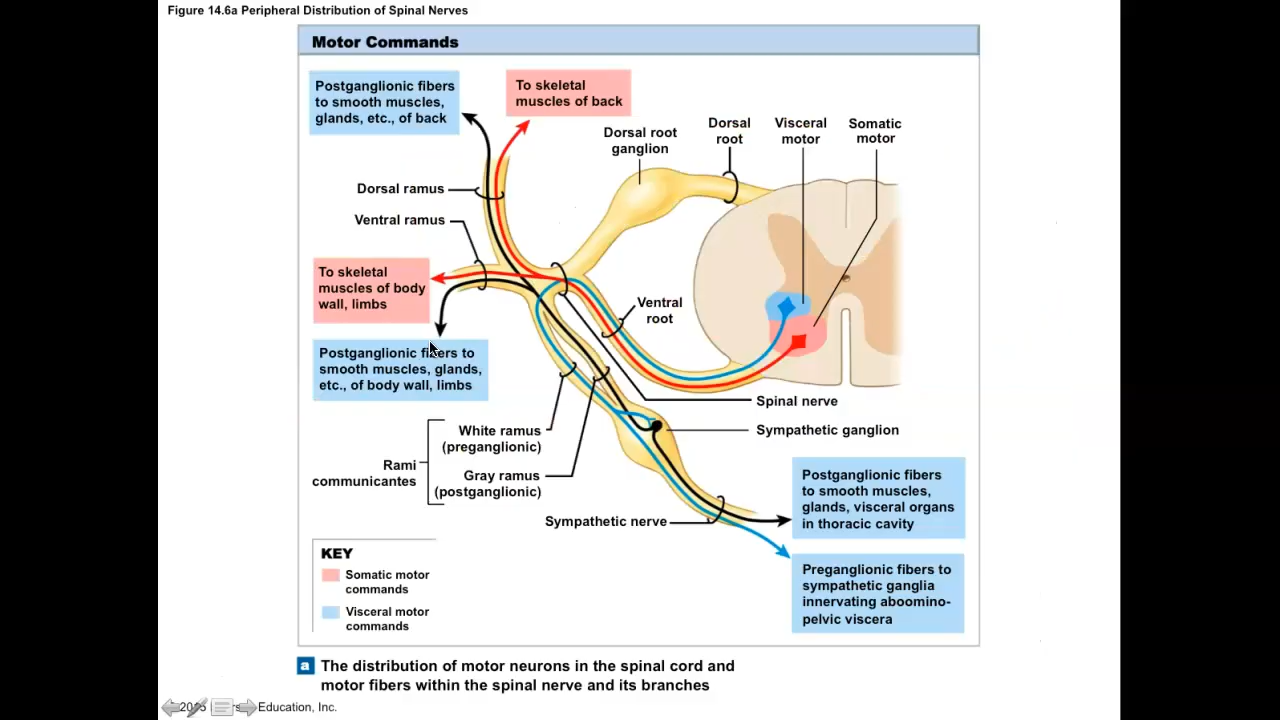 Figure 14.6a Peripheral Distribution of Spinal Nerves
Motor Commands
Postganglionic fibers
to smooth muscles,
glands, etc., of back
To skeletal
muscles of back
Dorsal root
ganglion
Dorsal
root
Visceral
motor
Somatic
motor
Dorsal ramus
Ventral ramus
To skeletal
muscles of body
wall, limbs
Ventral
root
Postganglionic fibers to
smooth muscles, glands,
etc., of body wall, limbs
Spinal nerve
White ramus
(preganglionic)
Sympathetic ganglion
Rami
communicantes
Gray ramus
(postganglionic)
Sympathetic nerve
Postganglionic fibers
to smooth muscles,
glands, visceral organs
in thoracic cavity
Preganglionic fibers to
sympathetic ganglia
innervating aboomino-
pelvic viscera
KEY
Somatic motor
commands
Visceral motor
commands
a The distribution of motor neurons in the spinal cord and
motor fibers within the spinal nerve and its branches
Education, Inc.